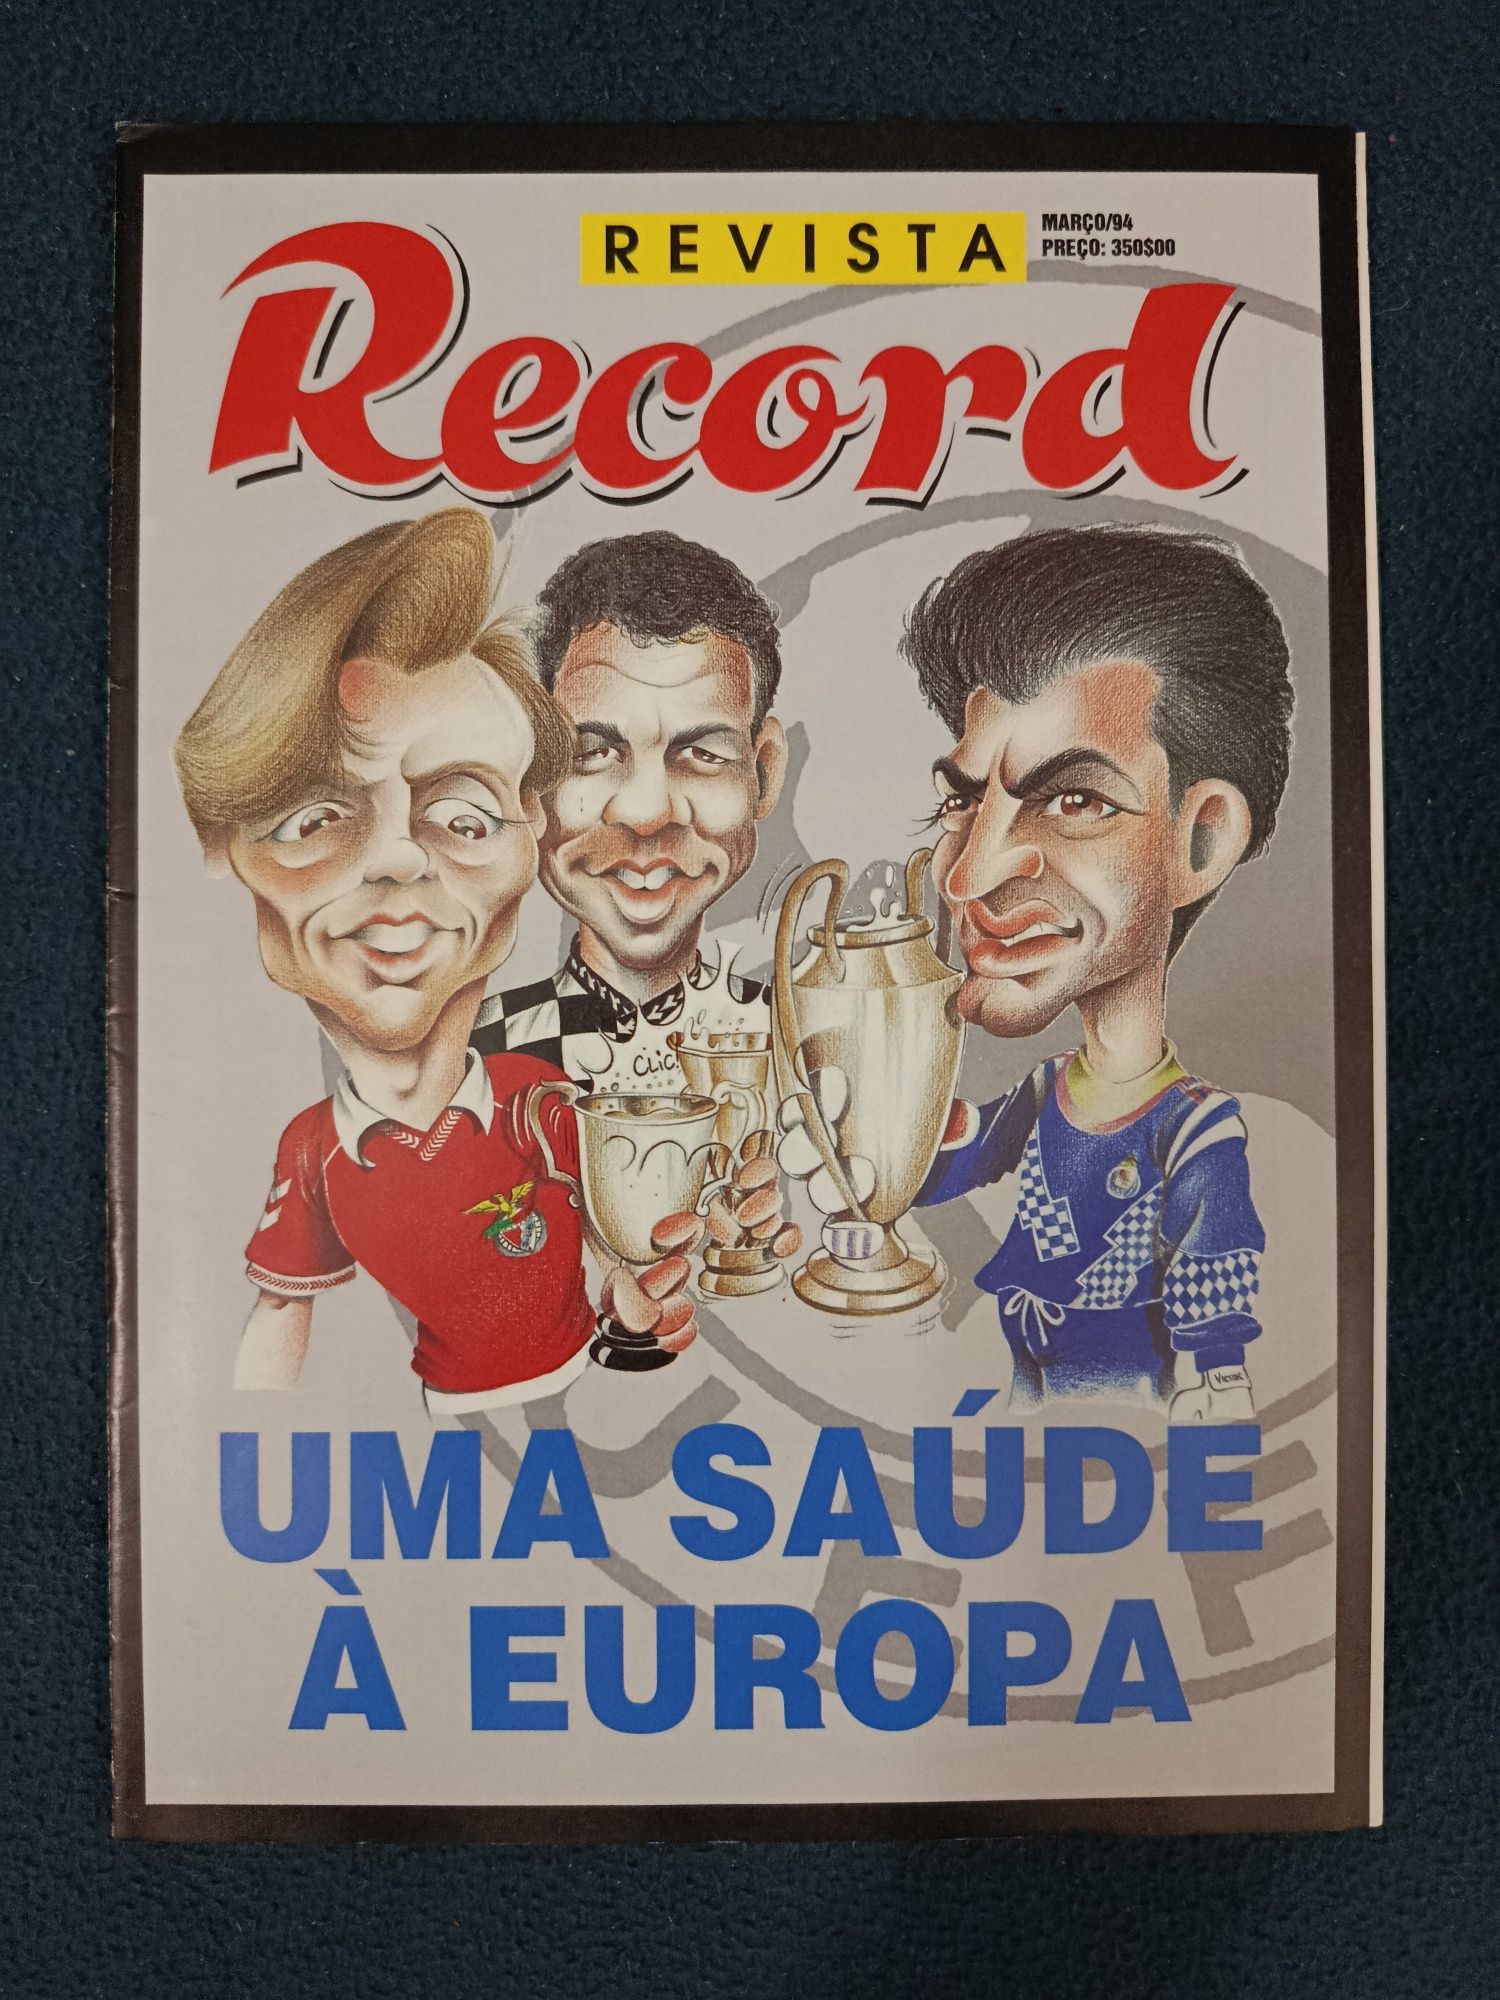 REVISTA
MARÇO/94
PREÇO: 350$00
Record
CLIC!
VICTOR
UMA SAÚDE
À EUROPA